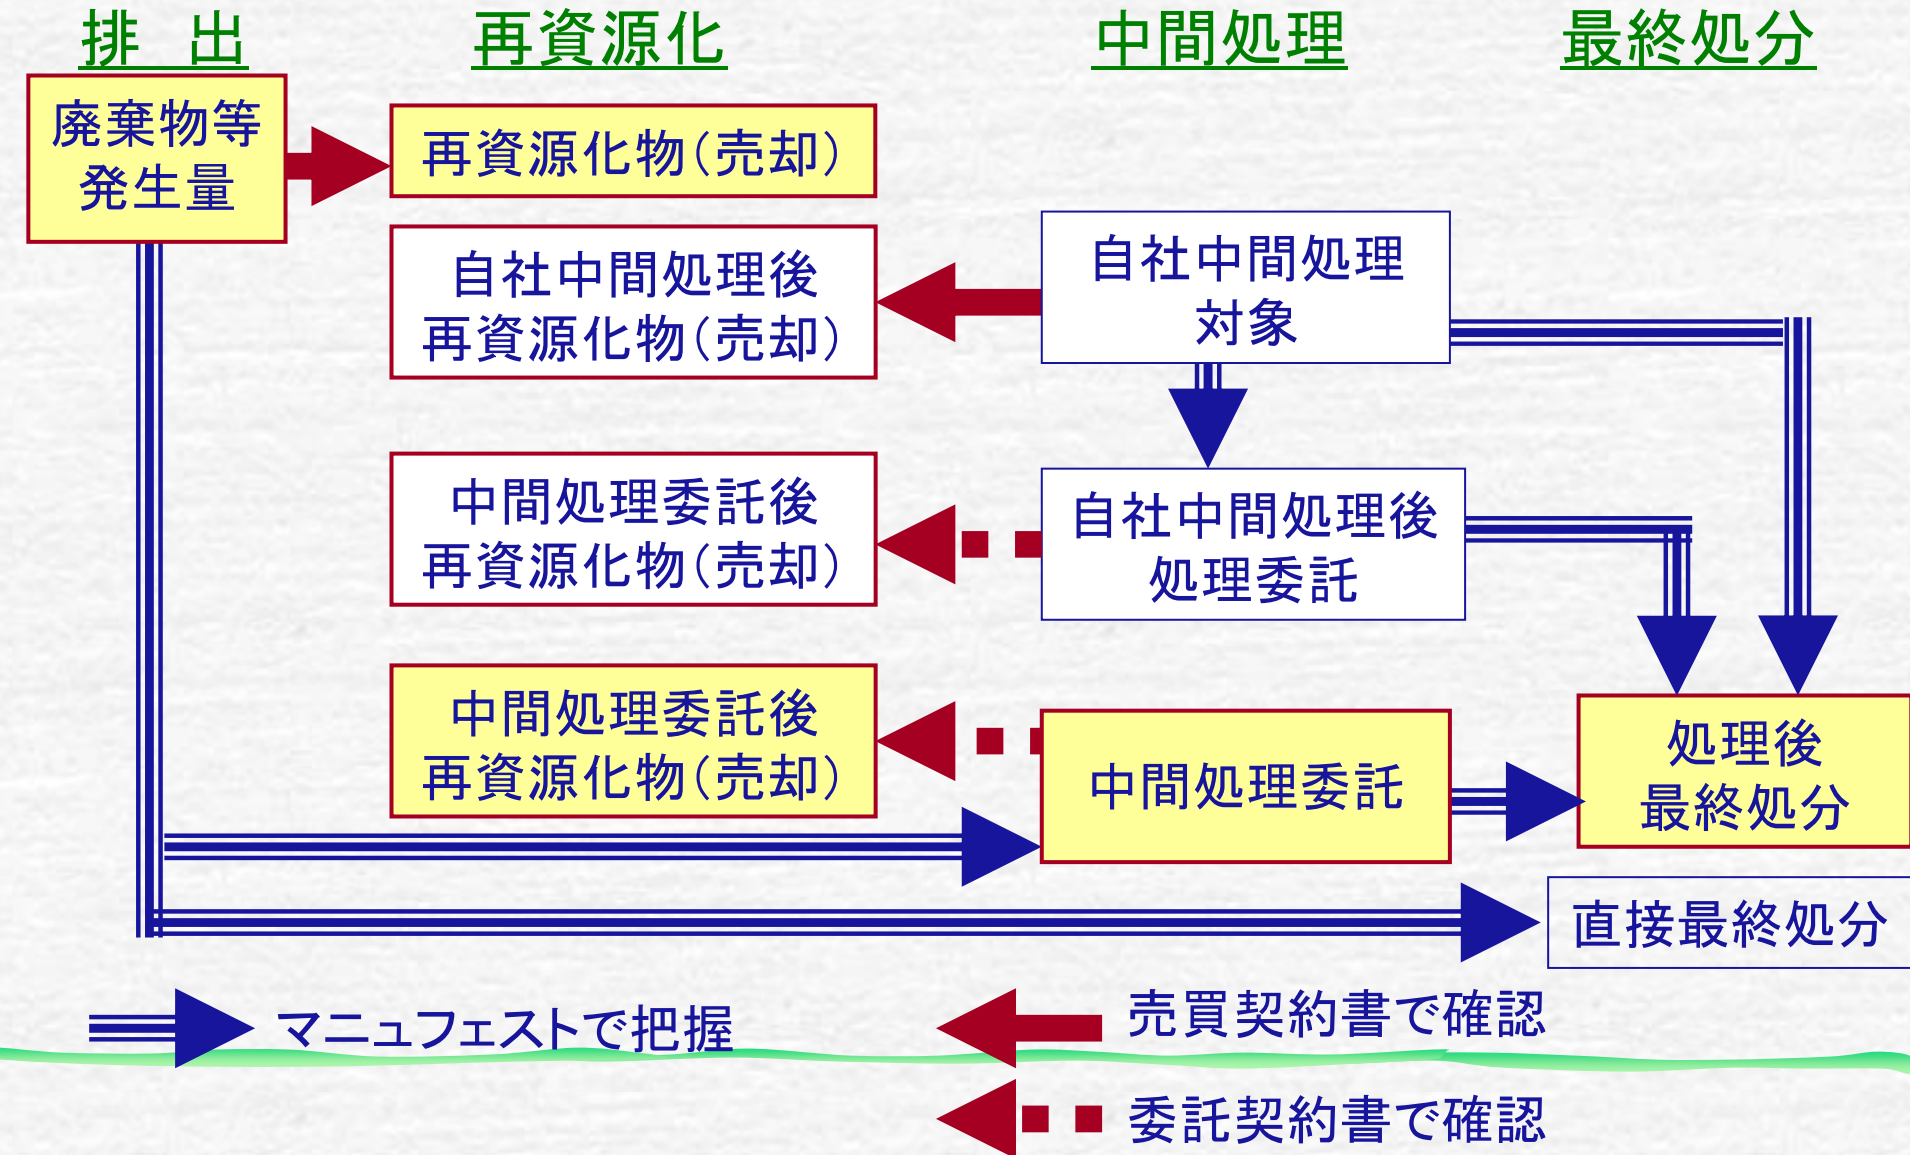 排　出
再資源化
中間処理
最終処分
廃棄物等
発生量
再資源化物（売却）
自社中間処理後
再資源化物（売却）
自社中間処理
対象
中間処理委託後
再資源化物（売却）
自社中間処理後
処理委託
中間処理委託後
再資源化物（売却）
中間処理委託
処理後
最終処分
直接最終処分
マニュフェストで把握
売買契約書で確認
委託契約書で確認